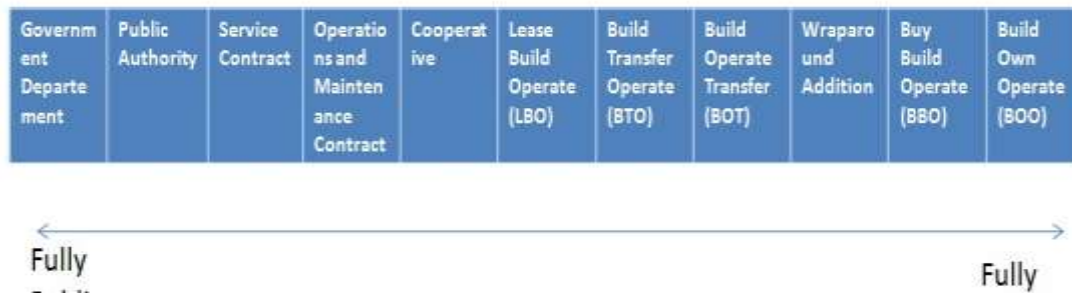 Governm
ent
Departe
ment
Public
Authority
Service
Contract
Operatio
ns and
Mainten
ance
Contract
Cooperat
ive
Lease
Build
Operate
(LBO)
Build
Transfer
Operate
(BTO)
Build
Operate
Transfer
(BOT)
Wraparo
und
Addition
Buy
Build
Operate
(BBO)
Build
Own
Operate
(BOO)
Fully
Fully